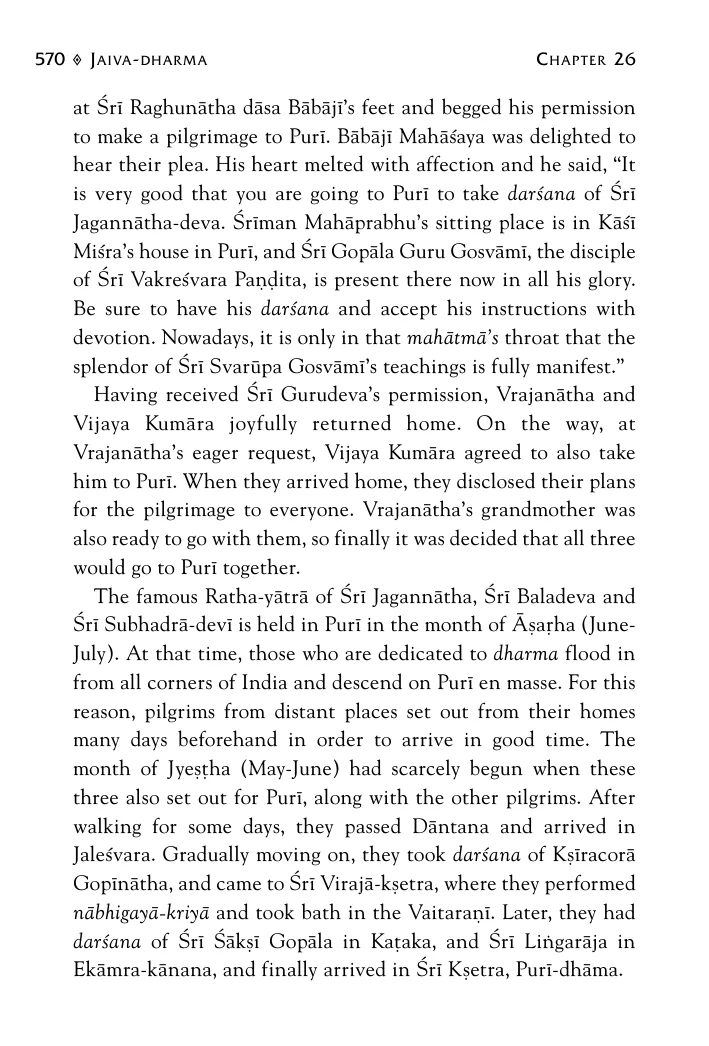 570 ⟐ JAIVA-DHARMA CHAPTER 26
at Śrī Raghunātha dāsa Bābājī’s feet and begged his permission
to make a pilgrimage to Purī. Bābājī Mahāśaya was delighted to
hear their plea. His heart melted with affection and he said, “It
is very good that you are going to Purī to take darśana of Śrī
Jagannātha-deva. Śrīman Mahāprabhu’s sitting place is in Kāśī
Miśra’s house in Purī, and Śrī Gopāla Guru Gosvāmī, the disciple
of Śrī Vakreśvara Paṇḍita, is present there now in all his glory.
Be sure to have his darśana and accept his instructions with
devotion. Nowadays, it is only in that mahātmā’s throat that the
splendor of Śrī Svarūpa Gosvāmī’s teachings is fully manifest.”
Having received Śrī Gurudeva’s permission, Vrajanātha and
Vijaya Kumāra joyfully returned home. On the way, at
Vrajanātha’s eager request, Vijaya Kumāra agreed to also take
him to Purī. When they arrived home, they disclosed their plans
for the pilgrimage to everyone. Vrajanātha’s grandmother was
also ready to go with them, so finally it was decided that all three
would go to Purī together.
The famous Ratha-yātrā of Śrī Jagannātha, Śrī Baladeva and
Śrī Subhadrā-devī is held in Purī in the month of Āṣaṛha (June-
July). At that time, those who are dedicated to dharma flood in
from all corners of India and descend on Purī en masse. For this
reason, pilgrims from distant places set out from their homes
many days beforehand in order to arrive in good time. The
month of Jyeṣṭha (May-June) had scarcely begun when these
three also set out for Purī, along with the other pilgrims. After
walking for some days, they passed Dāntana and arrived in
Jaleśvara. Gradually moving on, they took darśana of Kṣīracorā
Gopīnātha, and came to Śrī Virajā-kṣetra, where they performed
nābhigayā-kriyā and took bath in the Vaitaraṇī. Later, they had
darśana of Śrī Śākṣī Gopāla in Kaṭaka, and Śrī Liṅgarāja in
Ekāmra-kānana, and finally arrived in Śrī Kṣetra, Purī-dhāma.